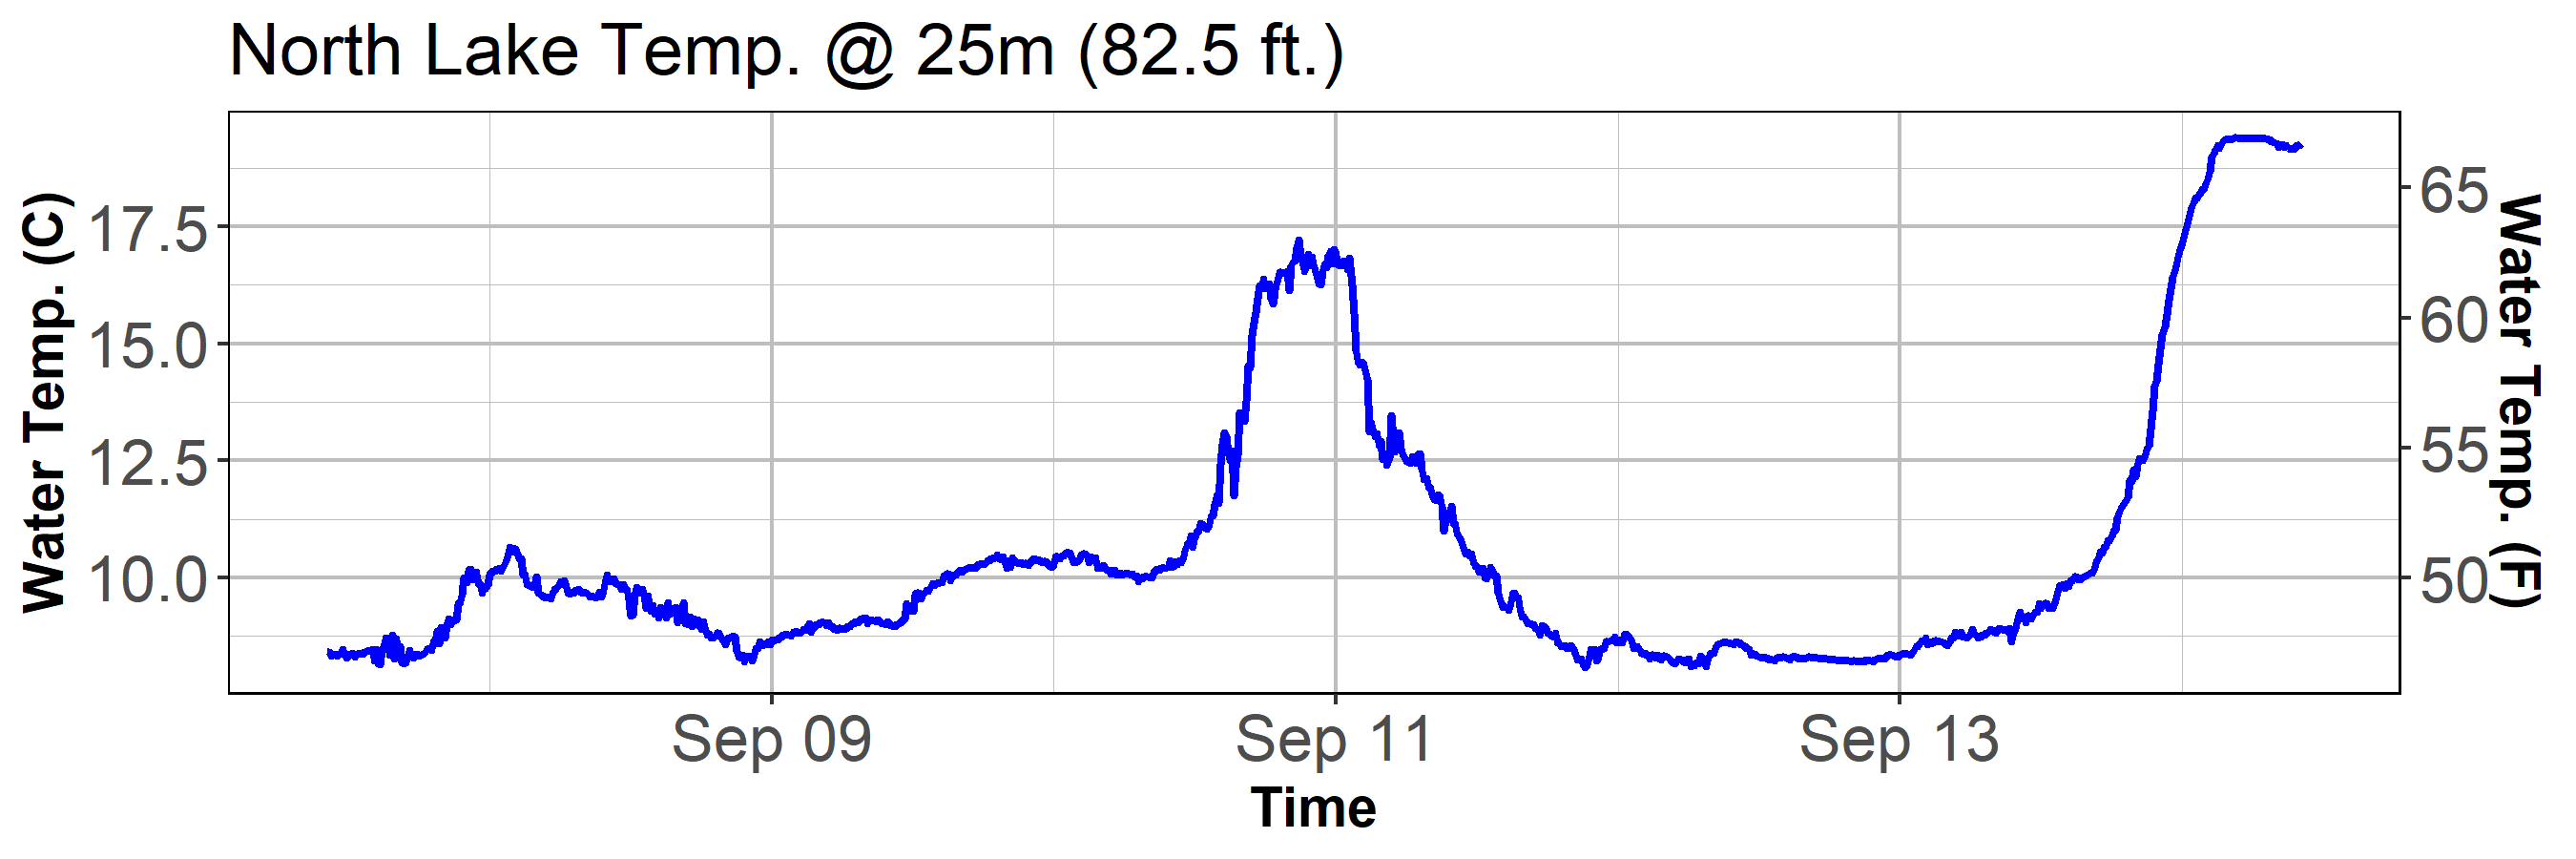 North Lake Temp. @ 25m (82.5 ft.)
Water Temp. (C)
17.5
15.0
12.5
10.0
65
60
55
50
Water Temp. (F)
Sep 09
Sep 11
Sep 13
Time